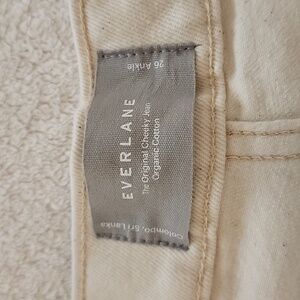 26 Ankle
EVERLANE
The Original Cheeky Jean
Organic Cotton
Colombo, Sri Lanka